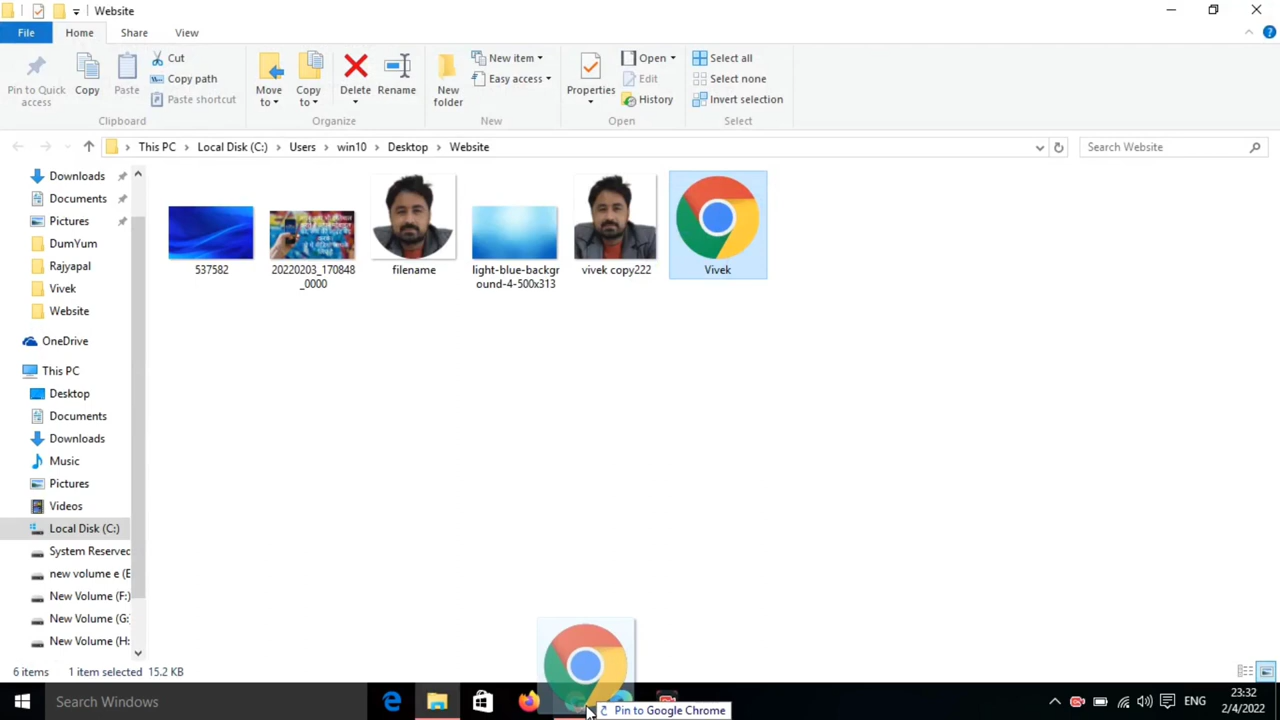 Website
File
Home
Share
View
Pin to Quick
access
Copy
Paste
Cut
Copy path
Paste shortcut
Clipboard
Move
to
Copy
to
Delete
Rename
Organize
New
folder
New item
Easy access
New
Properties
Open
Edit
History
Open
Select all
Select none
Invert selection
Select
This PC
Local Disk (C:)
Users
win10
Desktop
Website
Search Website
Downloads
Documents
Pictures
DumYum
Rajyapal
Vivek
Website
OneDrive
This PC
Desktop
Documents
Downloads
Music
Pictures
Videos
Local Disk (C:)
System Reserved
new volume e (E
New Volume (F:)
New Volume (G:
New Volume (H:
537582
20220203_170848
_0000
filename
light-blue-backgr
ound-4-500x313
vivek copy222
Vivek
6 items
1 item selected
15.2 KB
Search Windows
Pin to Google Chrome
ENG
23:32
2/4/2022